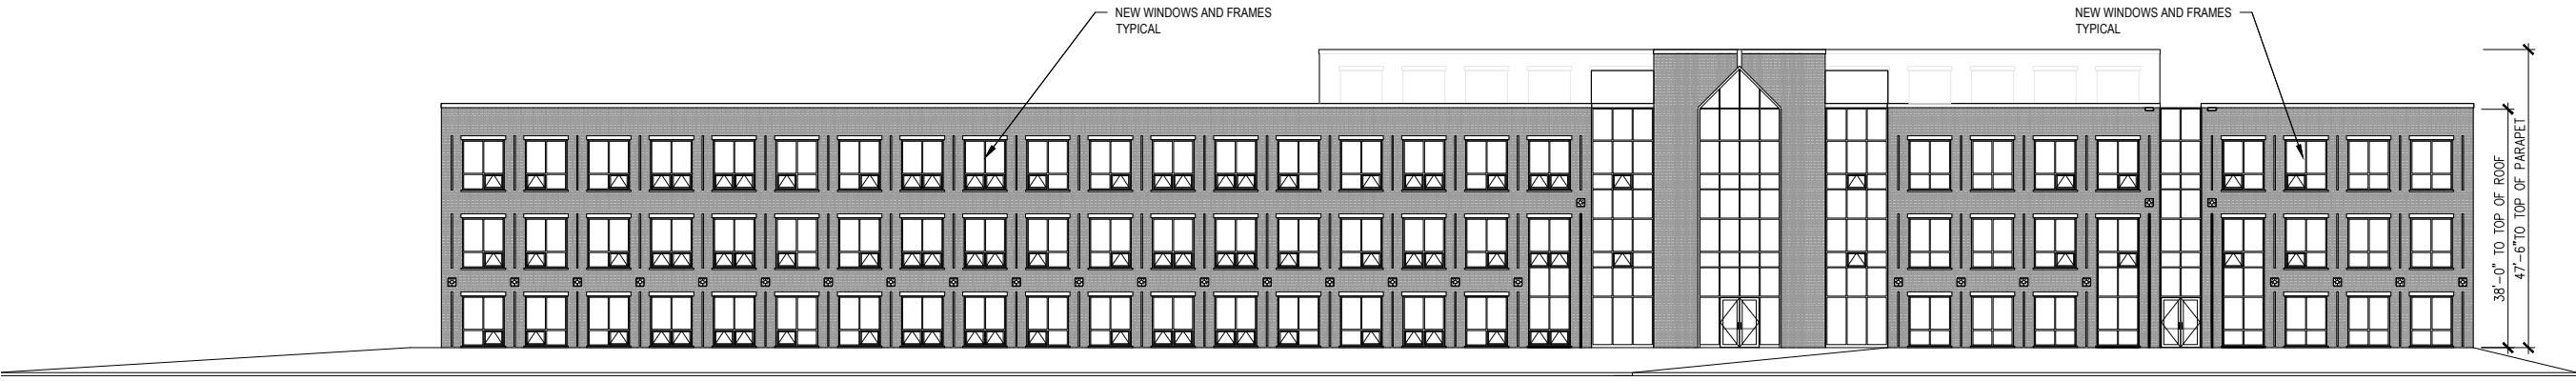 NEW WINDOWS AND FRAMES
TYPICAL
NEW WINDOWS AND FRAMES
TYPICAL
38'-0" TO TOP OF ROOF
47'-6"TO TOP OF PARAPET